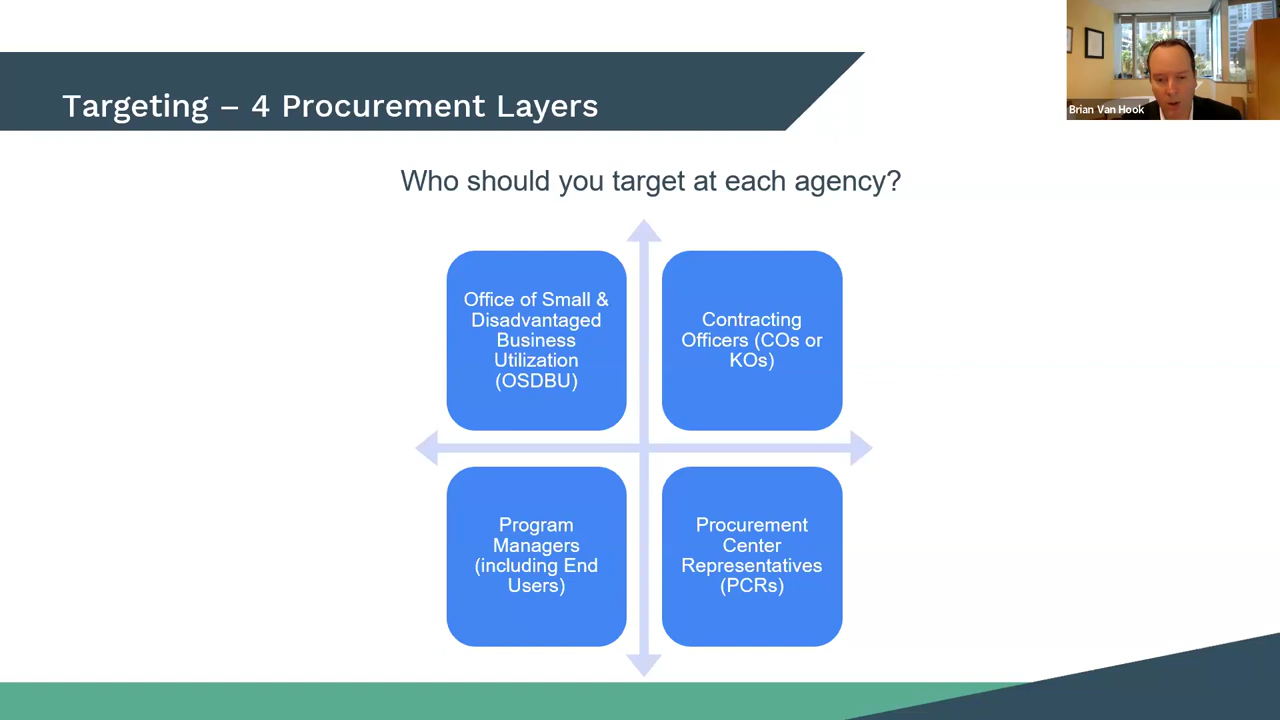 Targeting – 4 Procurement Layers
Brian Van Hook
Who should you target at each agency?
Office of Small &
Disadvantaged
Business
Utilization
(OSDBU)
Contracting
Officers (COs or
KOs)
Program
Managers
(including End
Users)
Procurement
Center
Representatives
(PCRs)